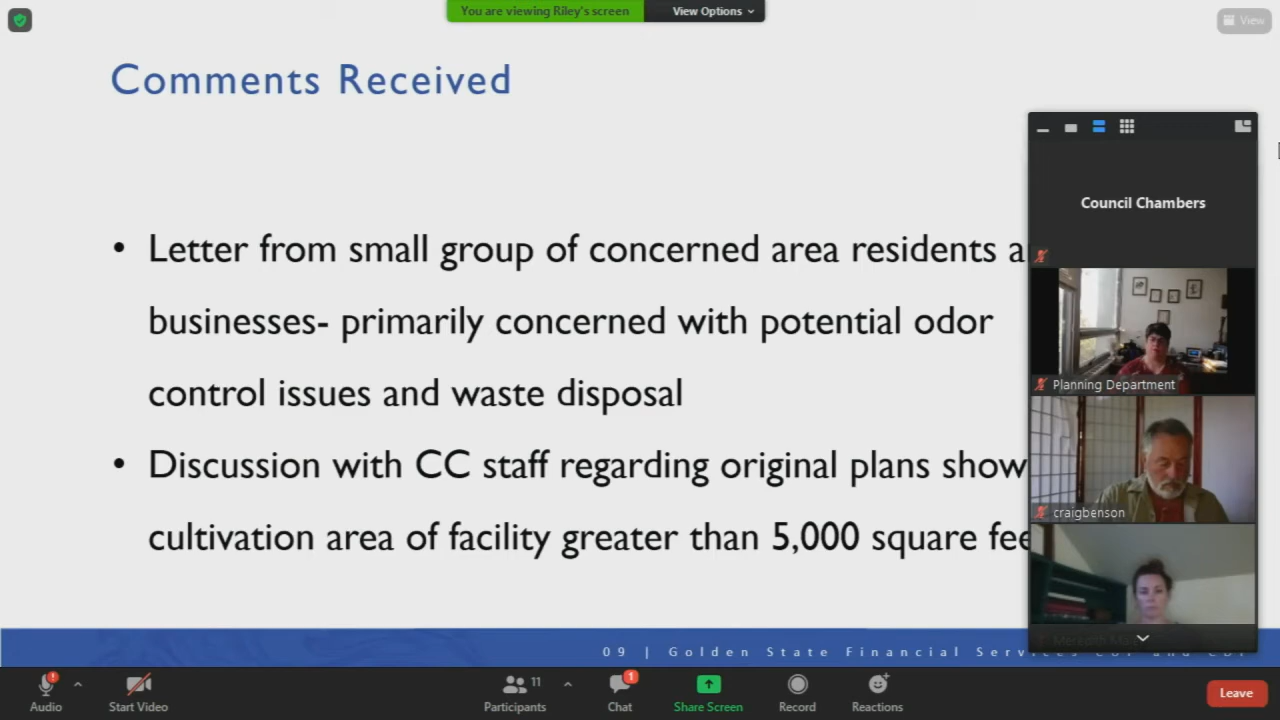 You are viewing Riley's screen
View Options
View
Comments Received
Council Chambers
• Letter from small group of concerned area residents a
businesses- primarily concerned with potential odor
control issues and waste disposal
• Discussion with CC staff regarding original plans show
cultivation area of facility greater than 5,000 square fee
Planning Department
craigbenson
09 | Golden State Financial Services CUP and CDP
Audio
Start Video
Participants
11
Chat
1
Share Screen
Record
Reactions
Leave